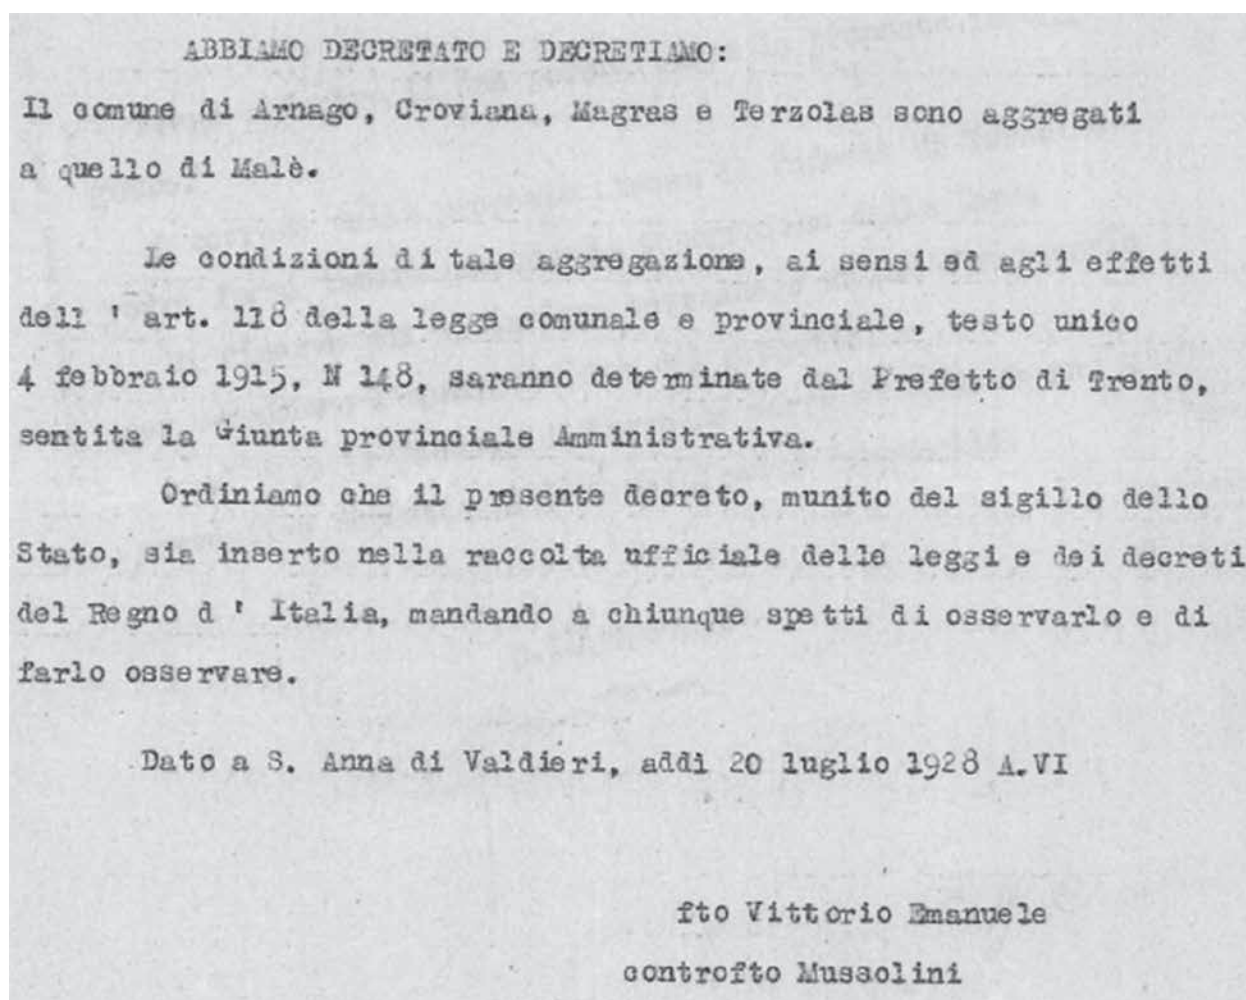 ABBIAMO DECRETATO E DECRETIAMO:
Il comune di Arnago, Croviana, Magras e Terzolas sono aggregati
a quello di Malè.
Le condizioni di tale aggregazione, ai sensi ed agli effetti
dell ' art. 118 della legge comunale e provinciale, testo unico
4 febbraio 1915, N 148, saranno determinate dal Prefetto di Trento,
sentita la Giunta provinciale Amministrativa.
Ordiniamo che il presente decreto, munito del sigillo dello
Stato, sia inserto nella raccolta ufficiale delle leggi e dei decreti
del Regno d ' Italia, mandando a chiunque spetti di osservarlo e di
farlo osservare.
Dato a S. Anna di Valdieri, addi 20 luglio 1928 A.VI
fto Vittorio Emanuele
controfto Mussolini